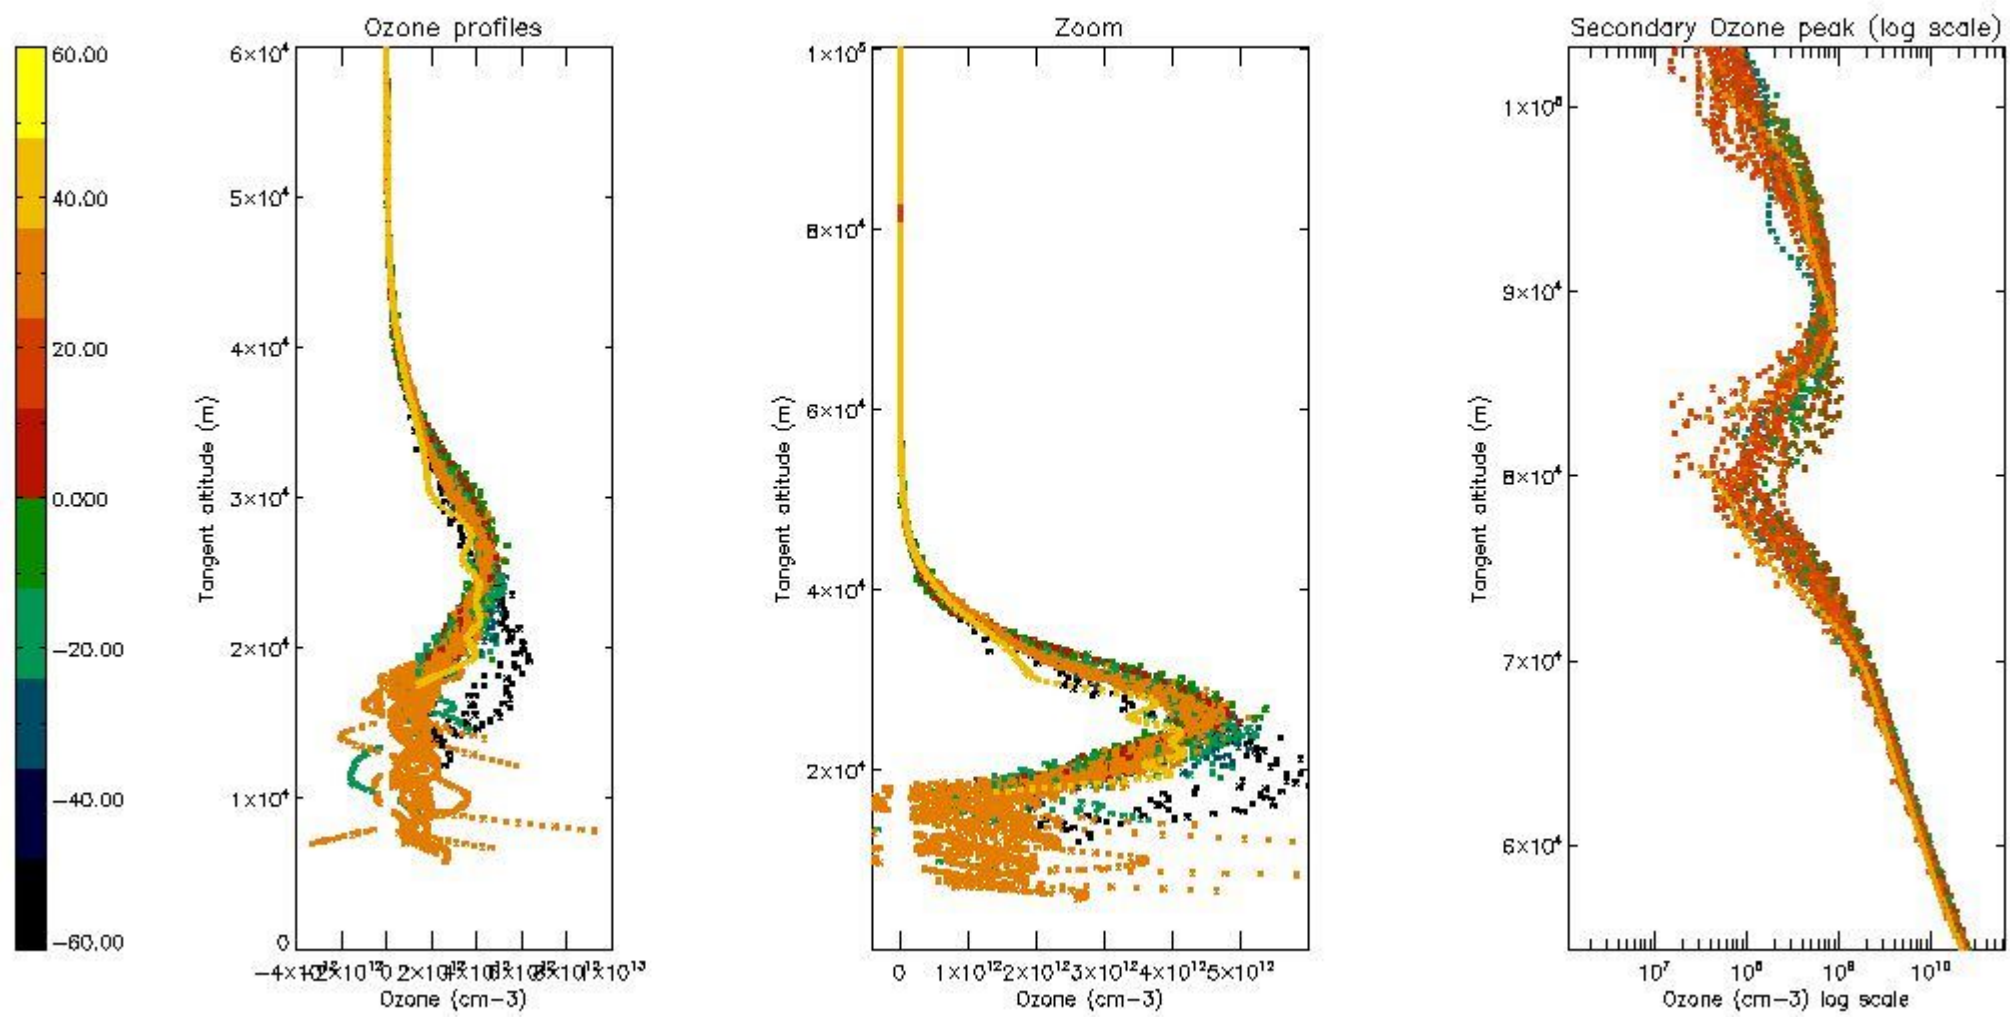 Ozone profiles
Zoom
Secondary Ozone peak (log scale)
60.00
40.00
20.00
0.000
−20.00
−40.00
−60.00
6×10⁴
5×10⁴
4×10⁴
3×10⁴
2×10⁴
1×10⁴
0
Tangent altitude (m)
Ozone (cm−3)
1×10⁵
8×10⁴
6×10⁴
4×10⁴
2×10⁴
Tangent altitude (m)
0 1×10¹² 2×10¹² 3×10¹² 4×10¹² 5×10¹²
Ozone (cm−3)
1×10⁵
9×10⁴
8×10⁴
7×10⁴
6×10⁴
Tangent altitude (m)
10⁷ 10⁸ 10⁹ 10¹⁰
Ozone (cm−3) log scale